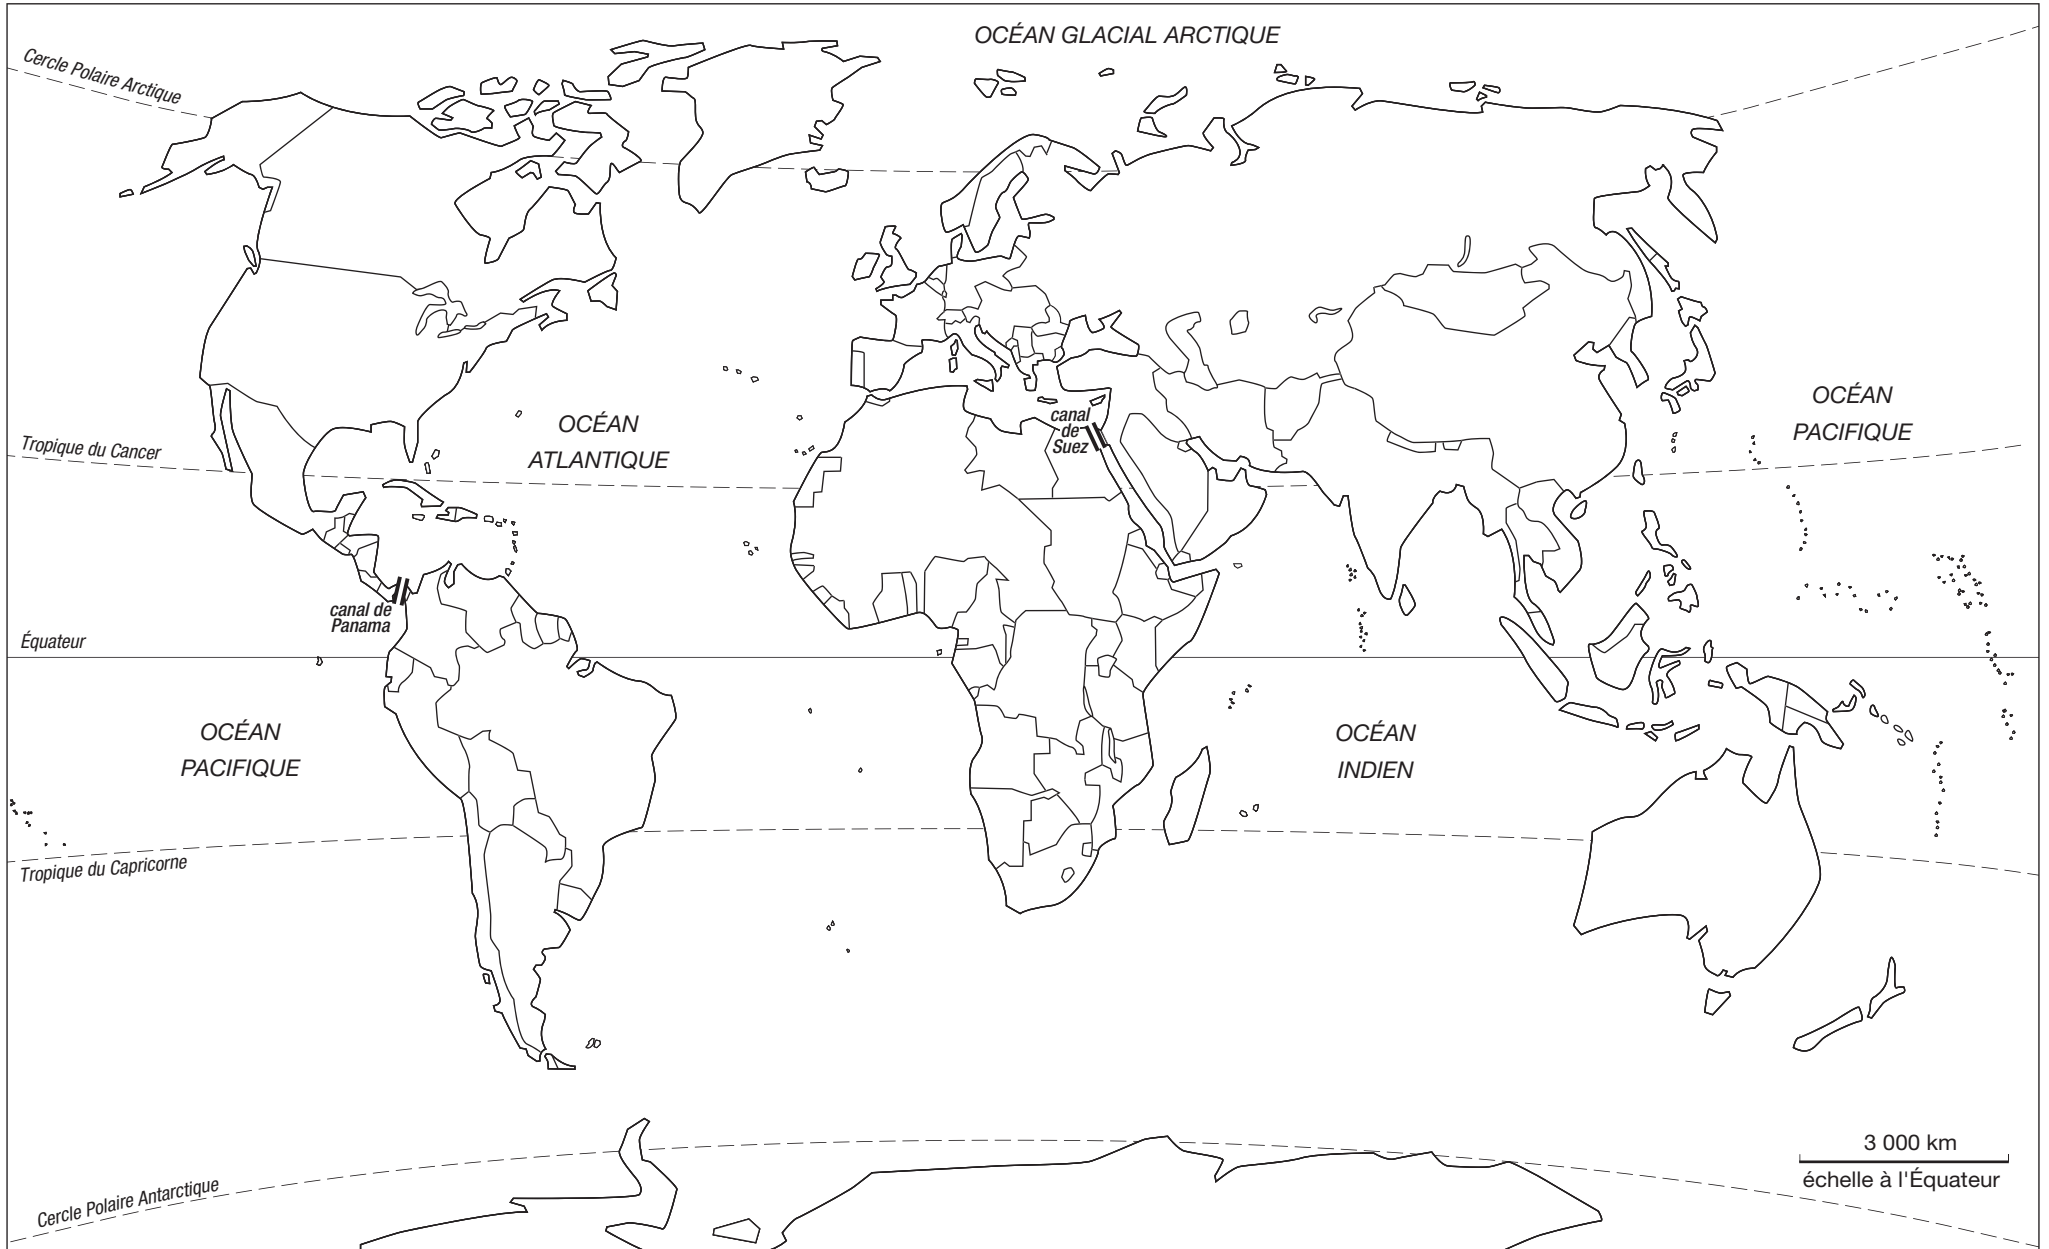 OCÉAN GLACIAL ARCTIQUE
Cercle Polaire Arctique
OCÉAN
PACIFIQUE
canal
de
Suez
OCÉAN
ATLANTIQUE
Tropique du Cancer
canal de
Panama
Équateur
OCÉAN
PACIFIQUE
OCÉAN
INDIEN
Tropique du Capricorne
3 000 km
échelle à l'Équateur
Cercle Polaire Antarctique